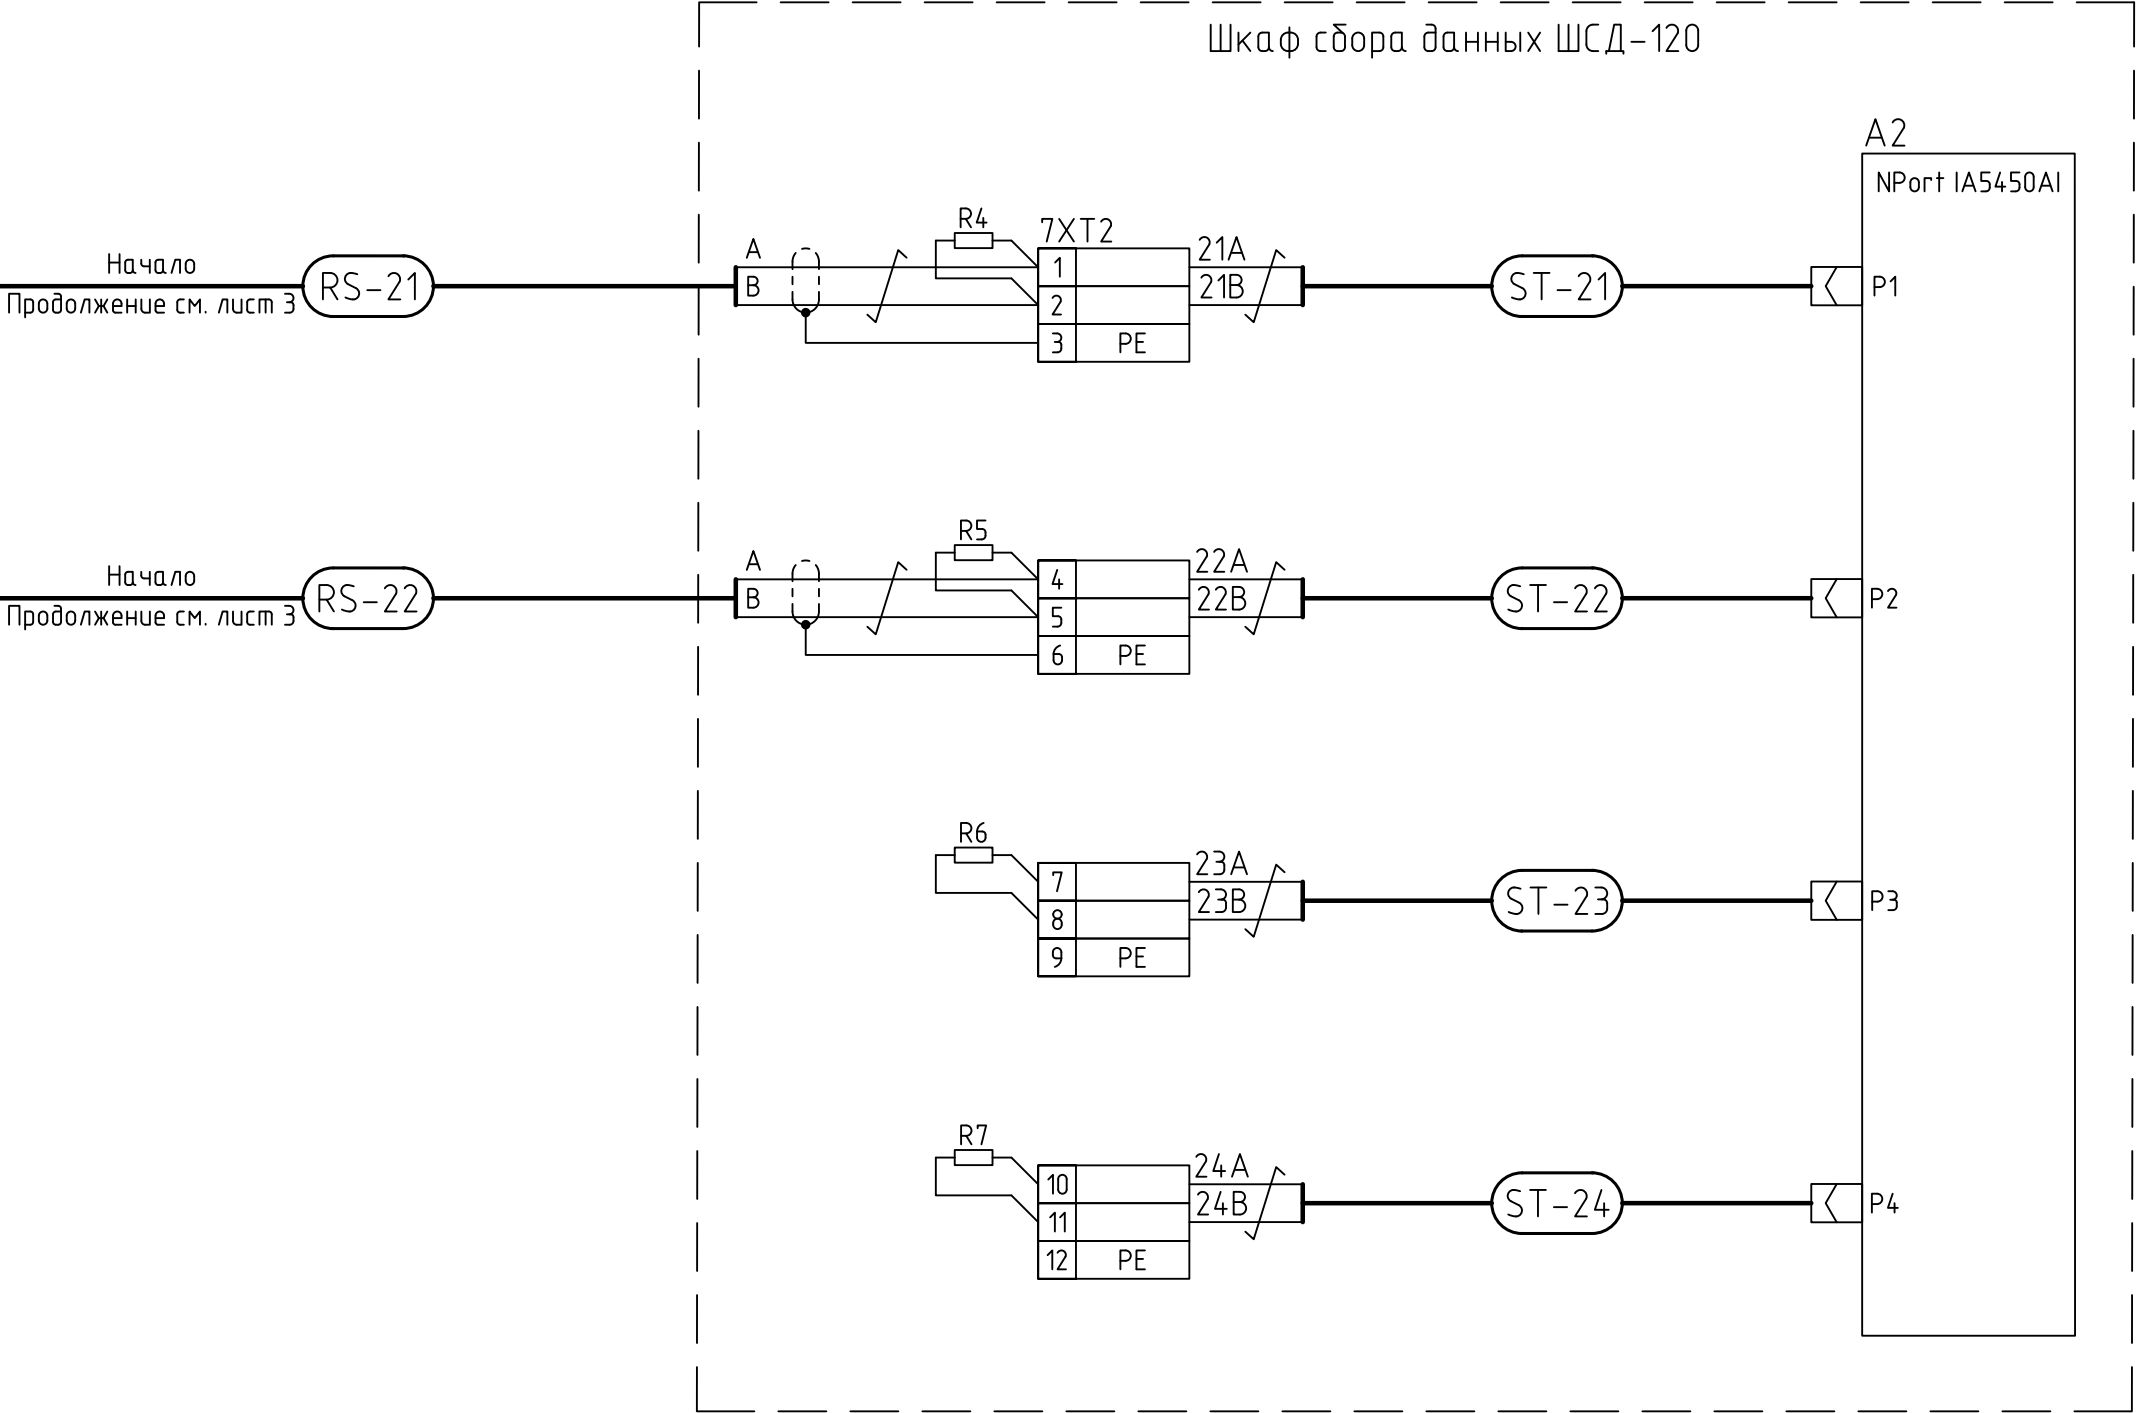 Шкаф сбора данных ШСД-120
A2
NPort IA5450AI
R4
7XT2
A
B
1
2
3
PE
21A
21B
Начало
Продолжение см. лист 3
RS-21
ST-21
P1
R5
A
B
4
5
6
PE
22A
22B
Начало
Продолжение см. лист 3
RS-22
ST-22
P2
R6
7
8
9
PE
23A
23B
ST-23
P3
R7
10
11
12
PE
24A
24B
ST-24
P4